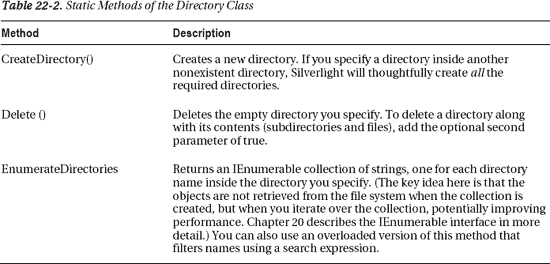 Table 22-2. Static Methods of the Directory Class
Method Description
CreateDirectory() Creates a new directory. If you specify a directory inside another
nonexistent directory, Silverlight will thoughtfully create all the
required directories.
Delete () Deletes the empty directory you specify. To delete a directory along
with its contents (subdirectories and files), add the optional second
parameter of true.
EnumerateDirectories Returns an IEnumerable collection of strings, one for each directory
name inside the directory you specify. (The key idea here is that the
objects are not retrieved from the file system when the collection is
created, but when you iterate over the collection, potentially improving
performance. Chapter 20 describes the IEnumerable interface in more
detail.) You can also use an overloaded version of this method that
filters names using a search expression.